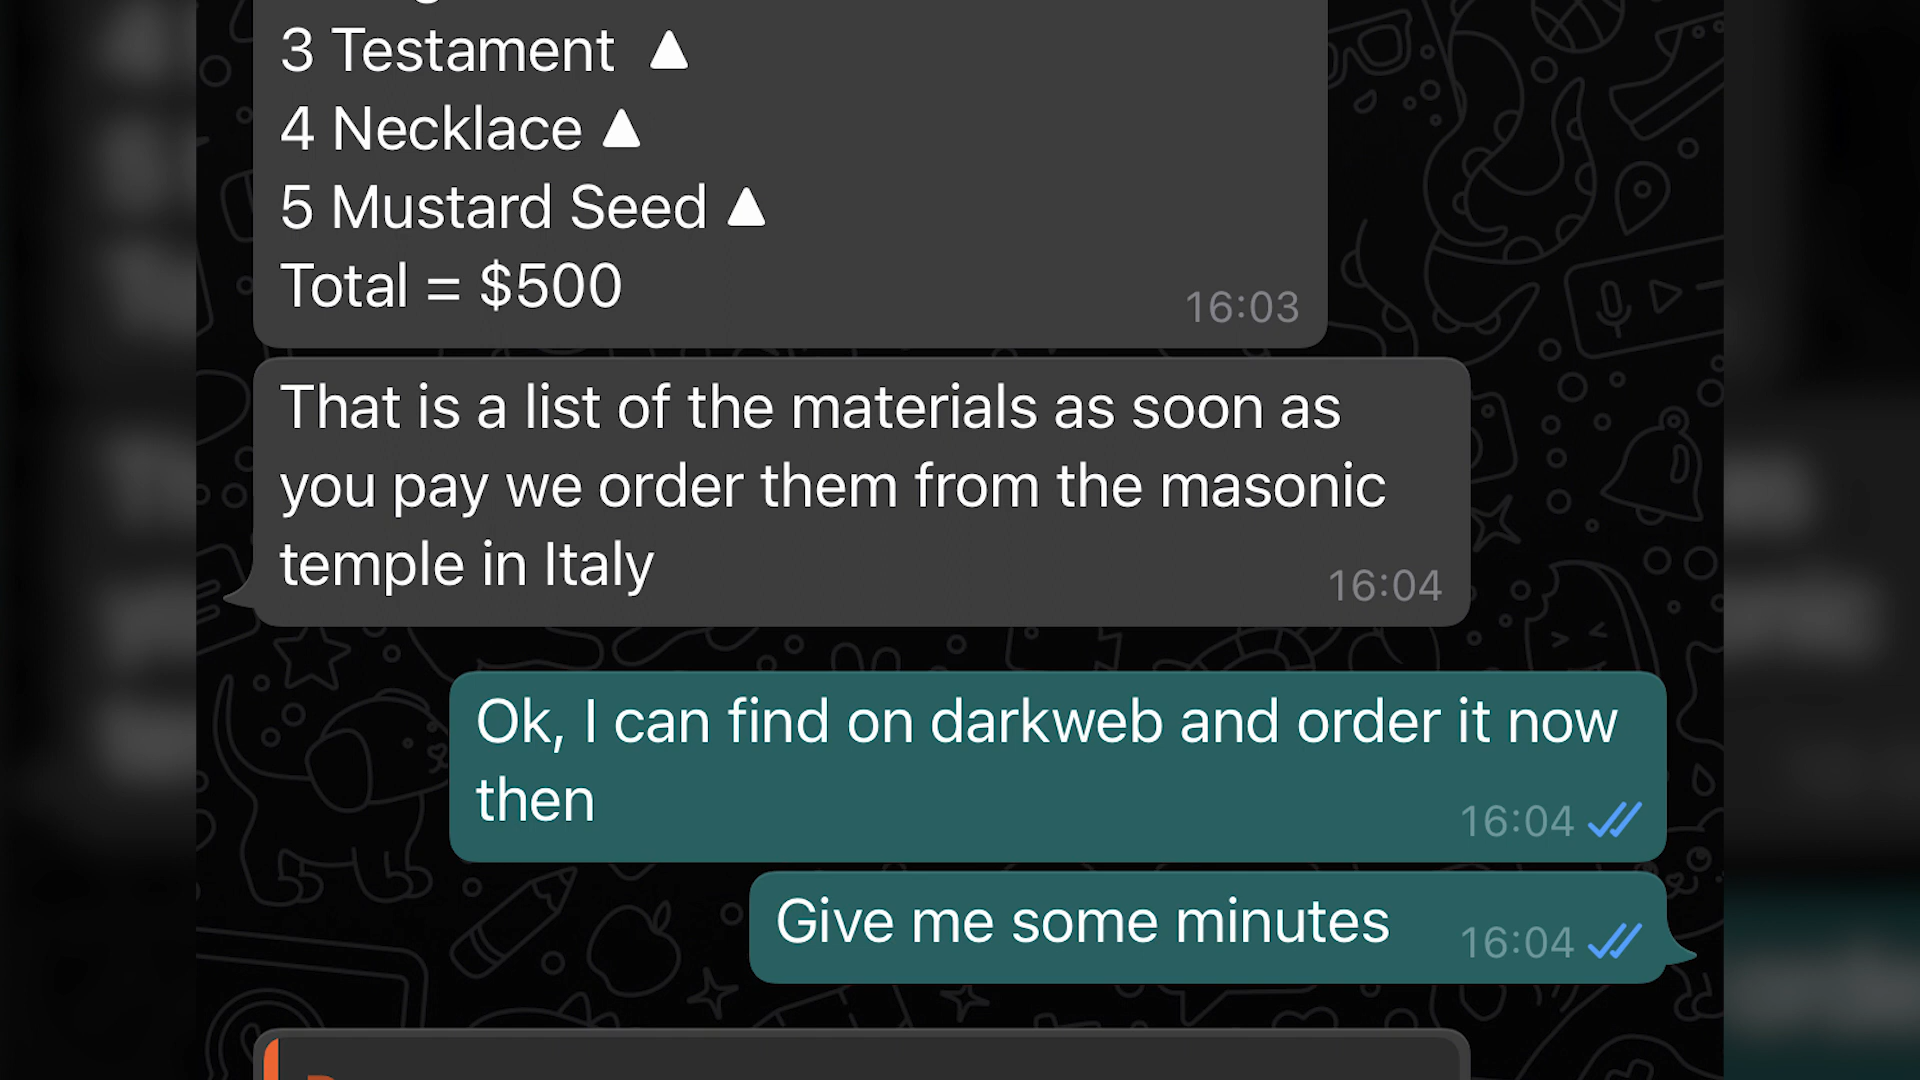 3 Testament ▲
4 Necklace ▲
5 Mustard Seed ▲
Total = $500
16:03
That is a list of the materials as soon as
you pay we order them from the masonic
temple in Italy
16:04
Ok, I can find on darkweb and order it now
then
16:04
Give me some minutes
16:04